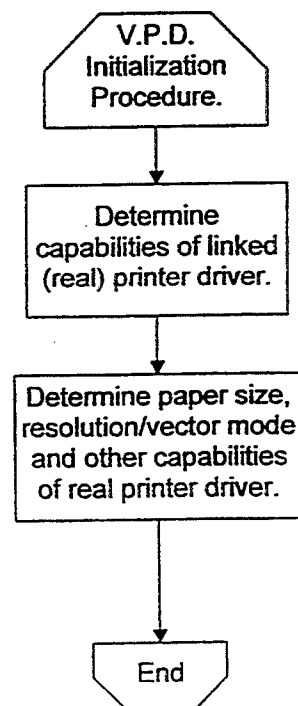 V.P.D.
Initialization
Procedure.
Determine
capabilities of linked
(real) printer driver.
Determine paper size,
resolution/vector mode
and other capabilities
of real printer driver.
End